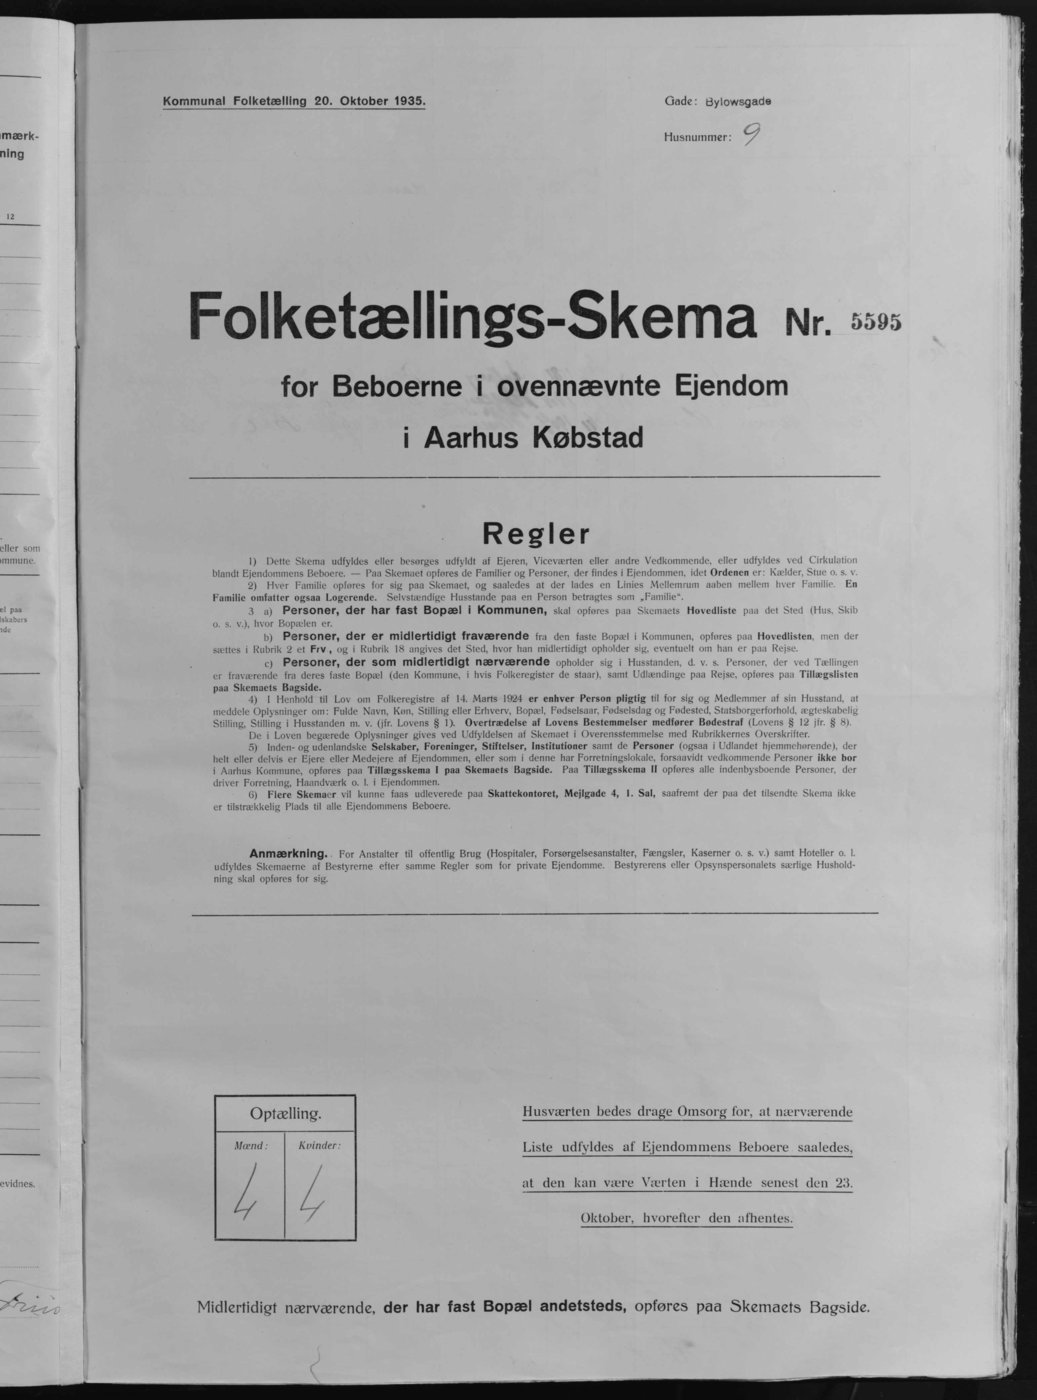 mærk-
ning
12
eller som
ommune.
el paa
lskabers
nde
evidnes.
Kommunal Folketælling 20. Oktober 1935.
Gade: Bylowsgade
Husnummer: 9
Folketællings-Skema Nr. 5595
for Beboerne i ovennævnte Ejendom
i Aarhus Købstad
Regler
1) Dette Skema udfyldes eller besørges udfyldt af Ejeren, Viceværten eller andre Vedkommende, eller udfyldes ved Cirkulation
blandt Ejendommens Beboere. — Paa Skemaet opføres de Familier og Personer, der findes i Ejendommen, idet Ordenen er: Kælder, Stue o. s. v.
2) Hver Familie opføres for sig paa Skemaet, og saaledes at der lades en Linies Mellemrum aaben mellem hver Familie. En
Familie omfatter ogsaa Logerende. Selvstændige Husstande paa en Person betragtes som „Familie“.
3 a) Personer, der har fast Bopæl i Kommunen, skal opføres paa Skemaets Hovedliste paa det Sted (Hus, Skib
o. s. v.), hvor Bopælen er.
b) Personer, der er midlertidigt fraværende fra den faste Bopæl i Kommunen, opføres paa Hovedlisten, men der
sættes i Rubrik 2 et Frv., og i Rubrik 18 angives det Sted, hvor han midlertidigt opholder sig, eventuelt om han er paa Rejse.
c) Personer, der som midlertidigt nærværende opholder sig i Husstanden, d. v. s. Personer, der ved Tællingen
er fraværende fra deres faste Bopæl (den Kommune, i hvis Folkeregister de staar), samt Udlændinge paa Rejse, opføres paa Tillægslisten
paa Skemaets Bagside.
4) I Henhold til Lov om Folkeregistre af 14. Marts 1924 er enhver Person pligtig til for sig og Medlemmer af sin Husstand, at
meddele Oplysninger om: Fulde Navn, Køn, Stilling eller Erhverv, Bopæl, Fødselsaar, Fødselsdag og Fødested, Statsborgerforhold, ægteskabelig
Stilling, Stilling i Husstanden m. v. (jfr. Lovens § 1). Overtrædelse af Lovens Bestemmelser medfører Bødestraf (Lovens § 12 jfr. § 8).
De i Loven begærede Oplysninger gives ved Udfyldelsen af Skemaet i Overensstemmelse med Rubrikkernes Overskrifter.
5) Inden- og udenlandske Selskaber, Foreninger, Stiftelser, Institutioner samt de Personer (ogsaa i Udlandet hjemmehørende), der
helt eller delvis er Ejere eller Medejere af Ejendommen, eller som i denne har Forretningslokale, forsaavidt vedkommende Personer ikke bor
i Aarhus Kommune, opføres paa Tillægsskema I paa Skemaets Bagside. Paa Tillægsskema II opføres alle indenbysboende Personer, der
driver Forretning, Haandværk o. l. i Ejendommen.
6) Flere Skemaer vil kunne faas udleverede paa Skattekontoret, Mejlgade 4, 1. Sal, saafremt der paa det tilsendte Skema ikke
er tilstrækkelig Plads til alle Ejendommens Beboere.
Anmærkning. For Anstalter til offentlig Brug (Hospitaler, Forsørgelsesanstalter, Fængsler, Kaserner o. s. v.) samt Hoteller o. l.
udfyldes Skemaerne af Bestyrerne efter samme Regler som for private Ejendomme. Bestyrerens eller Opsynspersonalets særlige Hushold-
ning skal opføres for sig.
Optælling.
Mænd: Kvinder:
4 4
Husværten bedes drage Omsorg for, at nærværende
Liste udfyldes af Ejendommens Beboere saaledes,
at den kan være Værten i Hænde senest den 23.
Oktober, hvorefter den afhentes.
Midlertidigt nærværende, der har fast Bopæl andetsteds, opføres paa Skemaets Bagside.